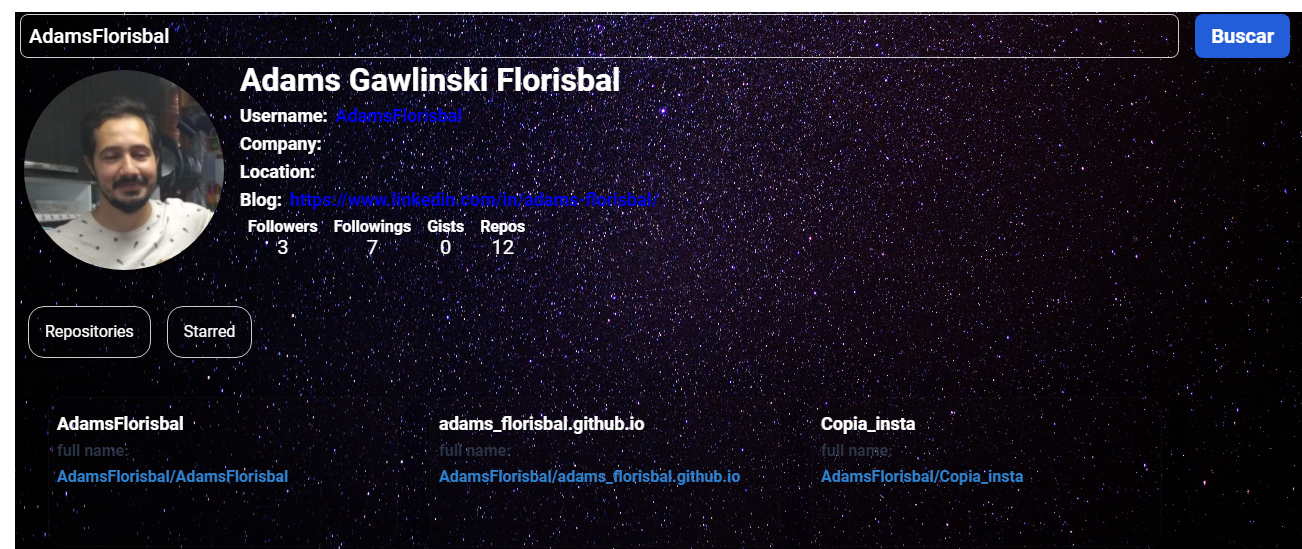 AdamsFlorisbal
Buscar
Adams Gawlinski Florisbal
Username: AdamsFlorisbal
Company:
Location:
Blog: https://www.linkedin.com/in/adams-florisbal/
Followers Followings Gists Repos
3 7 0 12
Repositories Starred
AdamsFlorisbal
full name:
AdamsFlorisbal/AdamsFlorisbal
adams_florisbal.github.io
full name:
AdamsFlorisbal/adams_florisbal.github.io
Copia_insta
full name:
AdamsFlorisbal/Copia_insta